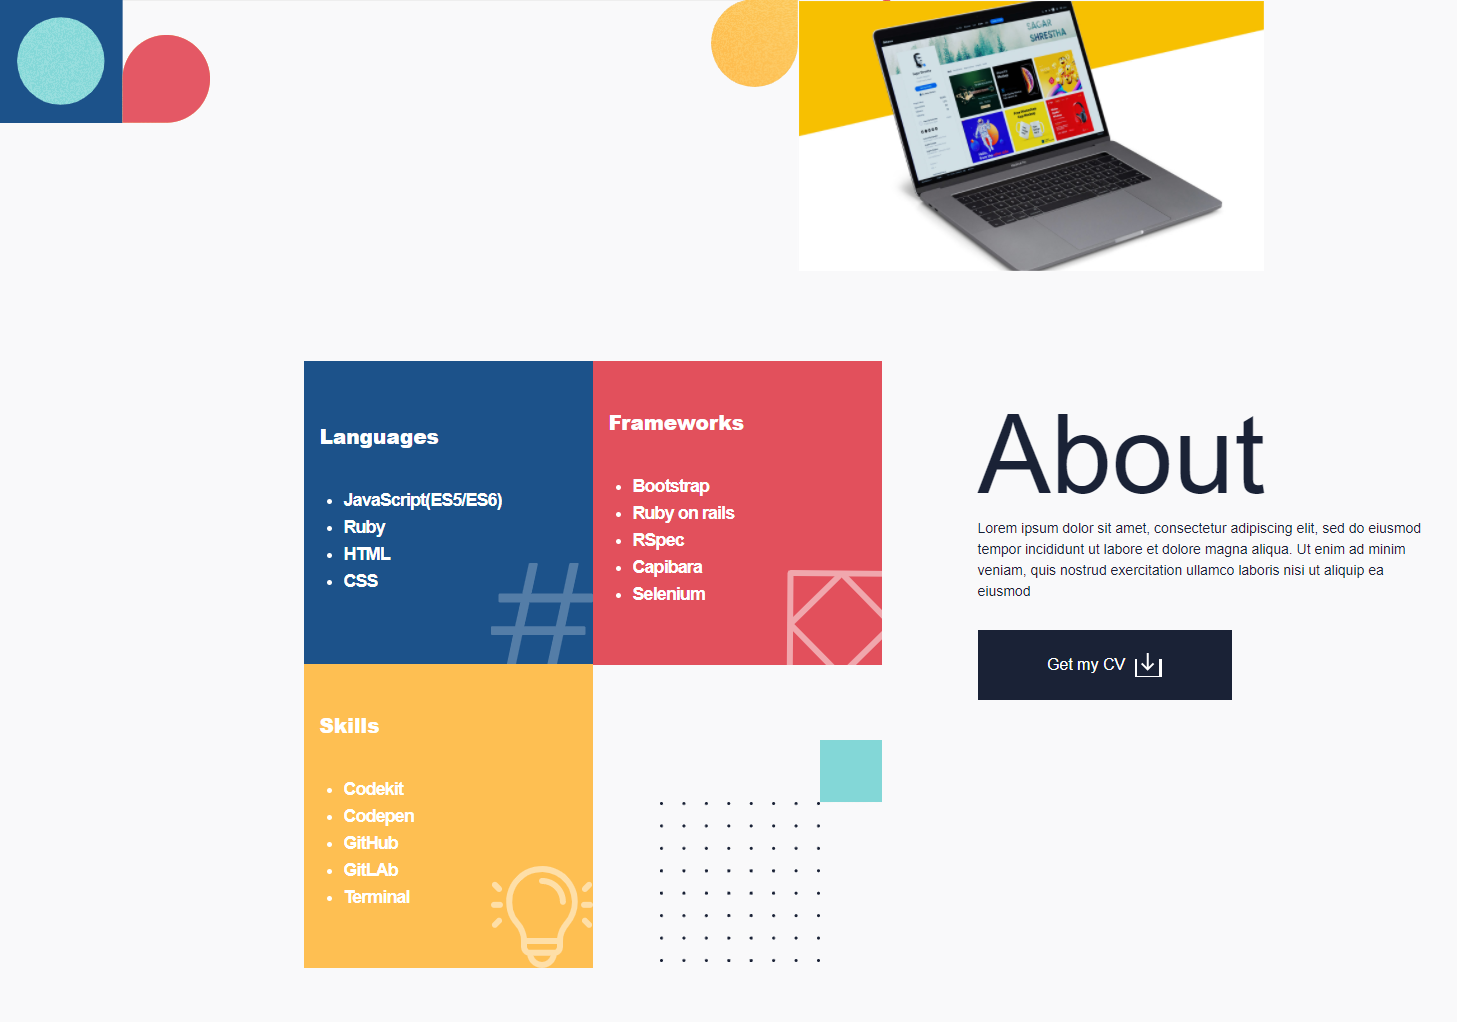 SAGAR
SHRESTHA
Languages
JavaScript(ES5/ES6)
Ruby
HTML
CSS
Frameworks
Bootstrap
Ruby on rails
RSpec
Capibara
Selenium
Skills
Codekit
Codepen
GitHub
GitLAb
Terminal
About
Lorem ipsum dolor sit amet, consectetur adipiscing elit, sed do eiusmod
tempor incididunt ut labore et dolore magna aliqua. Ut enim ad minim
veniam, quis nostrud exercitation ullamco laboris nisi ut aliquip ea
eiusmod
Get my CV